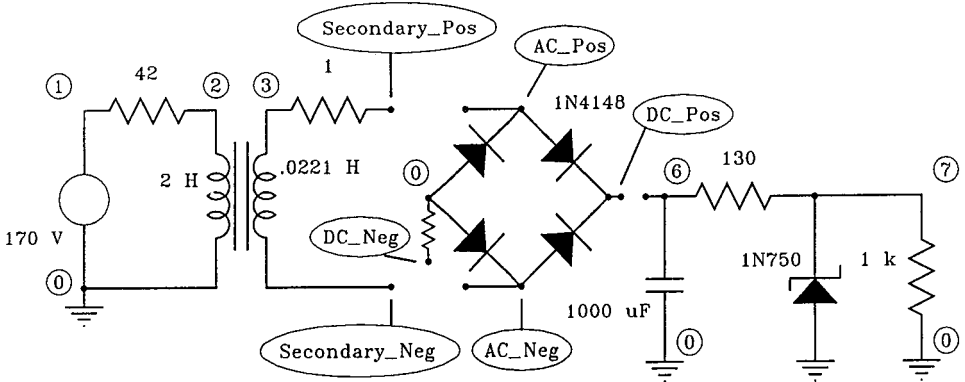 Secondary_Pos
AC_Pos
1
42
1
2
3
1N4148
DC_Pos
2 H
.0221 H
0
6
130
7
170 V
DC_Neg
1N750
1 k
0
1000 uF
0
0
Secondary_Neg
AC_Neg